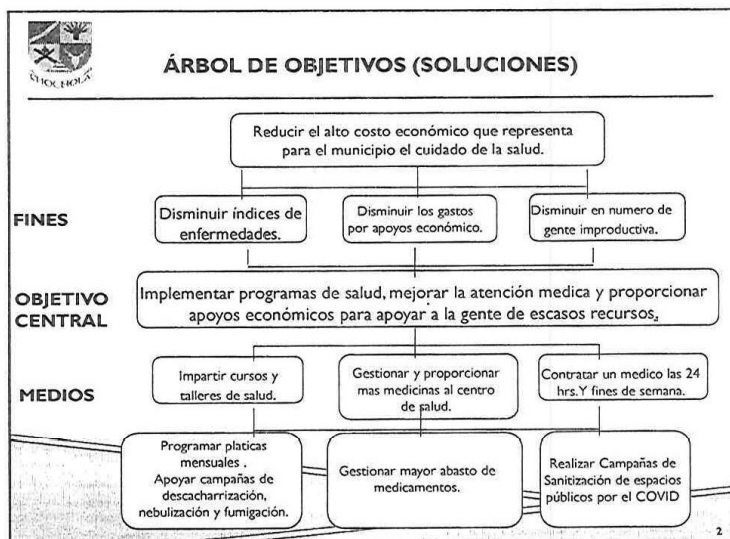 CHOCHOLÁ
ÁRBOL DE OBJETIVOS (SOLUCIONES)
Reducir el alto costo económico que representa
para el municipio el cuidado de la salud.
FINES
Disminuir índices de
enfermedades.
Disminuir los gastos
por apoyos económico.
Disminuir en numero de
gente improductiva.
OBJETIVO
CENTRAL
Implementar programas de salud, mejorar la atención medica y proporcionar
apoyos económicos para apoyar a la gente de escasos recursos.
MEDIOS
Impartir cursos y
talleres de salud.
Gestionar y proporcionar
mas medicinas al centro
de salud.
Contratar un medico las 24
hrs. Y fines de semana.
Programar platicas
mensuales .
Apoyar campañas de
descacharrización,
nebulización y fumigación.
Gestionar mayor abasto de
medicamentos.
Realizar Campañas de
Sanitización de espacios
públicos por el COVID
2